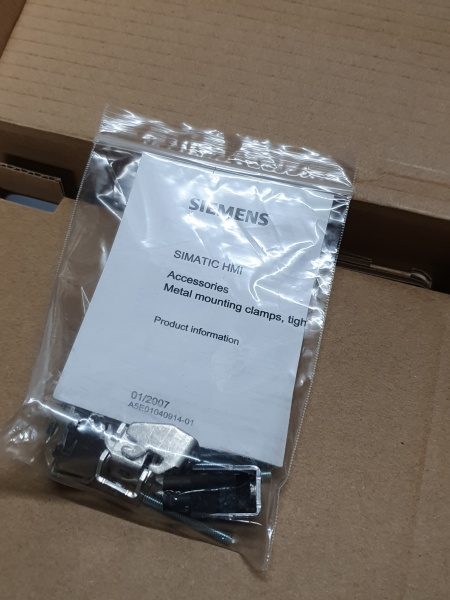 SIEMENS
SIMATIC HMI
Accessories
Metal mounting clamps, tigh
Product information
01/2007
A5E01040914-01